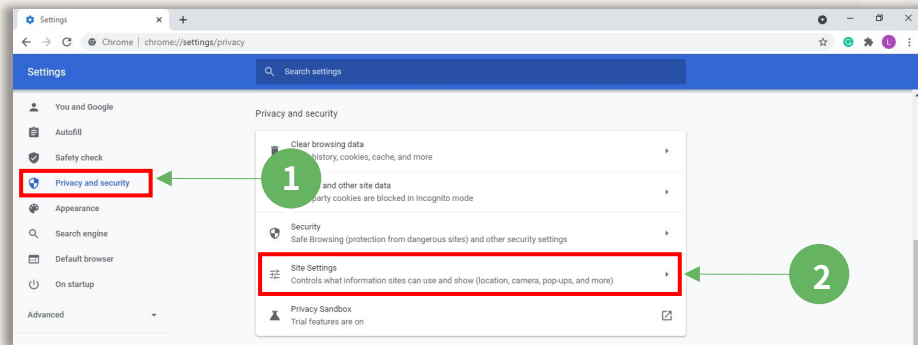 Settings
Chrome | chrome://settings/privacy
L
Settings
Search settings
You and Google
Autofill
Safety check
Privacy and security
Appearance
Search engine
Default browser
On startup
Advanced
Privacy and security
Clear browsing data
history, cookies, cache, and more
and other site data
party cookies are blocked in Incognito mode
Security
Safe Browsing (protection from dangerous sites) and other security settings
Site Settings
Controls what information sites can use and show (location, camera, pop-ups, and more)
Privacy Sandbox
Trial features are on
1
2